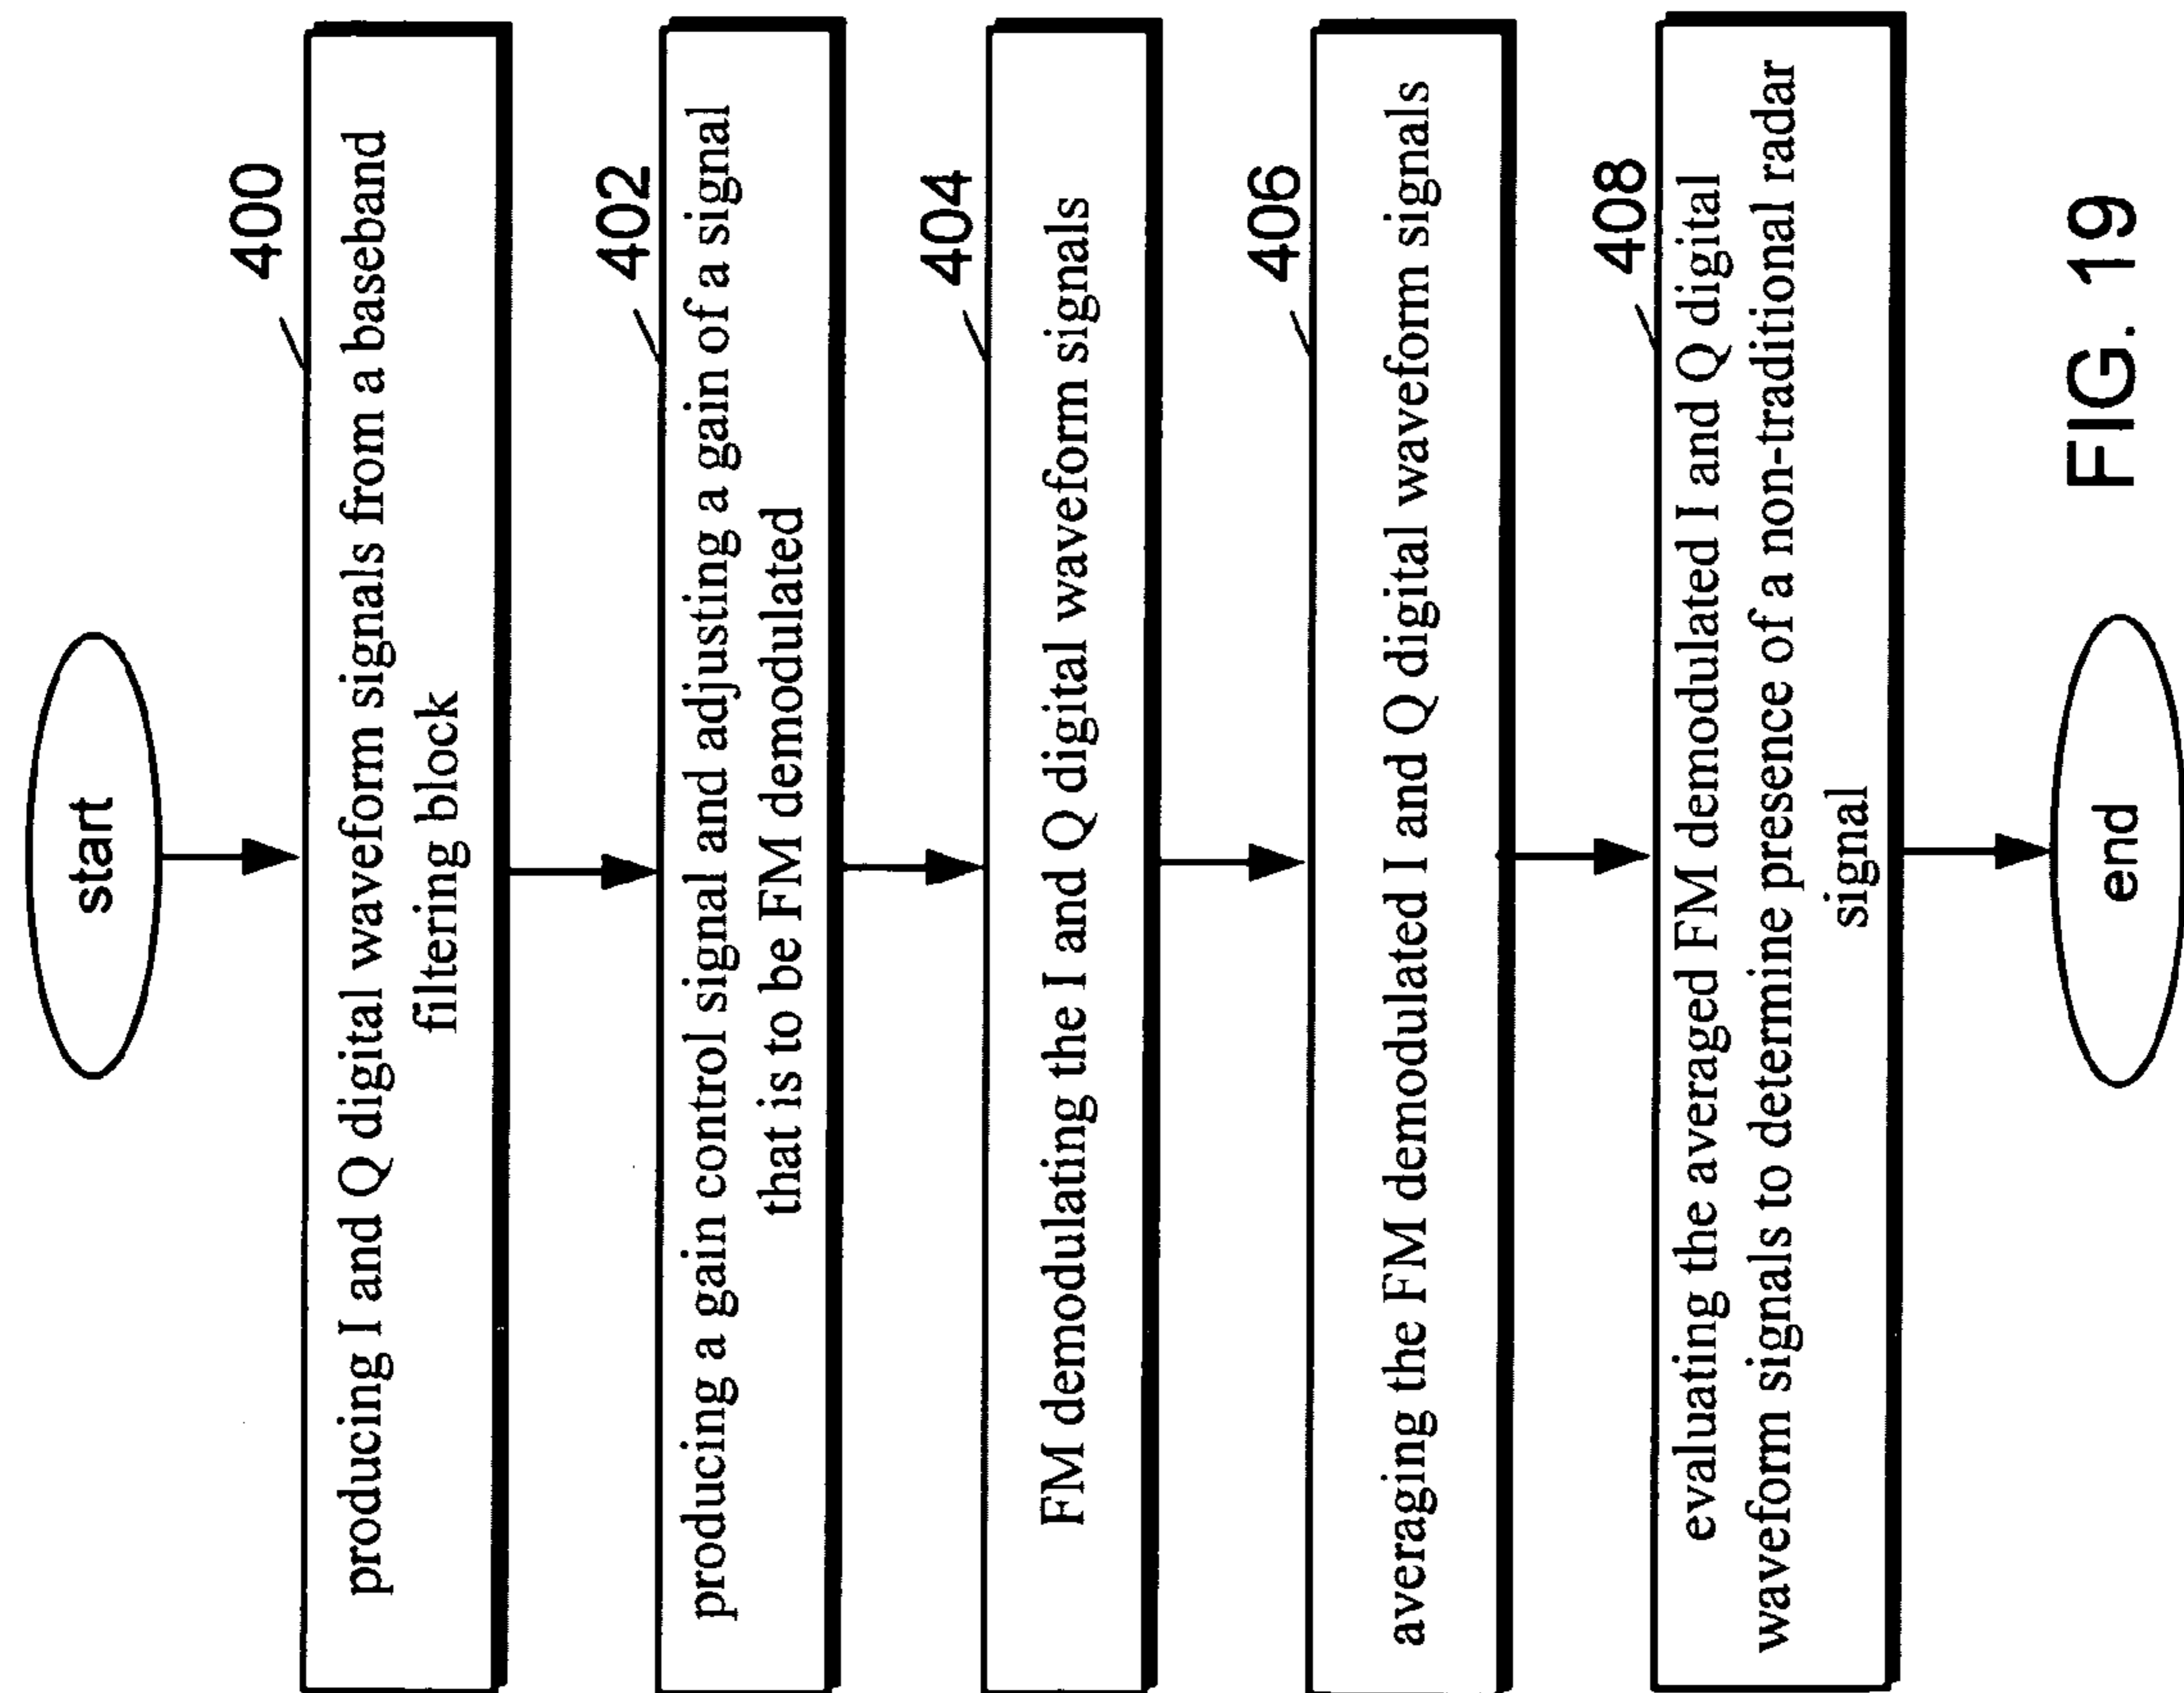 start
400
producing I and Q digital waveform signals from a baseband
filtering block
402
producing a gain control signal and adjusting a gain of a signal
that is to be FM demodulated
404
FM demodulating the I and Q digital waveform signals
406
averaging the FM demodulated I and Q digital waveform signals
408
evaluating the averaged FM demodulated I and Q digital
waveform signals to determine presence of a non-traditional radar
signal
end
FIG. 19